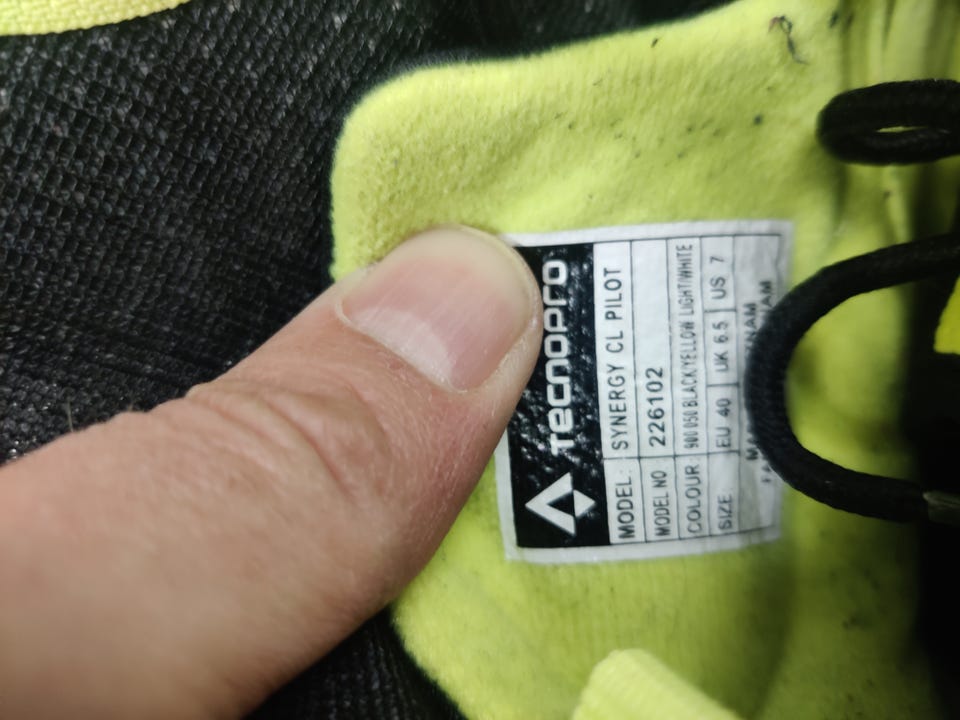 тecnopro
MODEL: SYNERGY CL PILOT
MODEL NO 226102
COLOUR: 900 050 BLACK/YELLOW LIGHT/WHITE
SIZE EU 40 UK 6.5 US 7